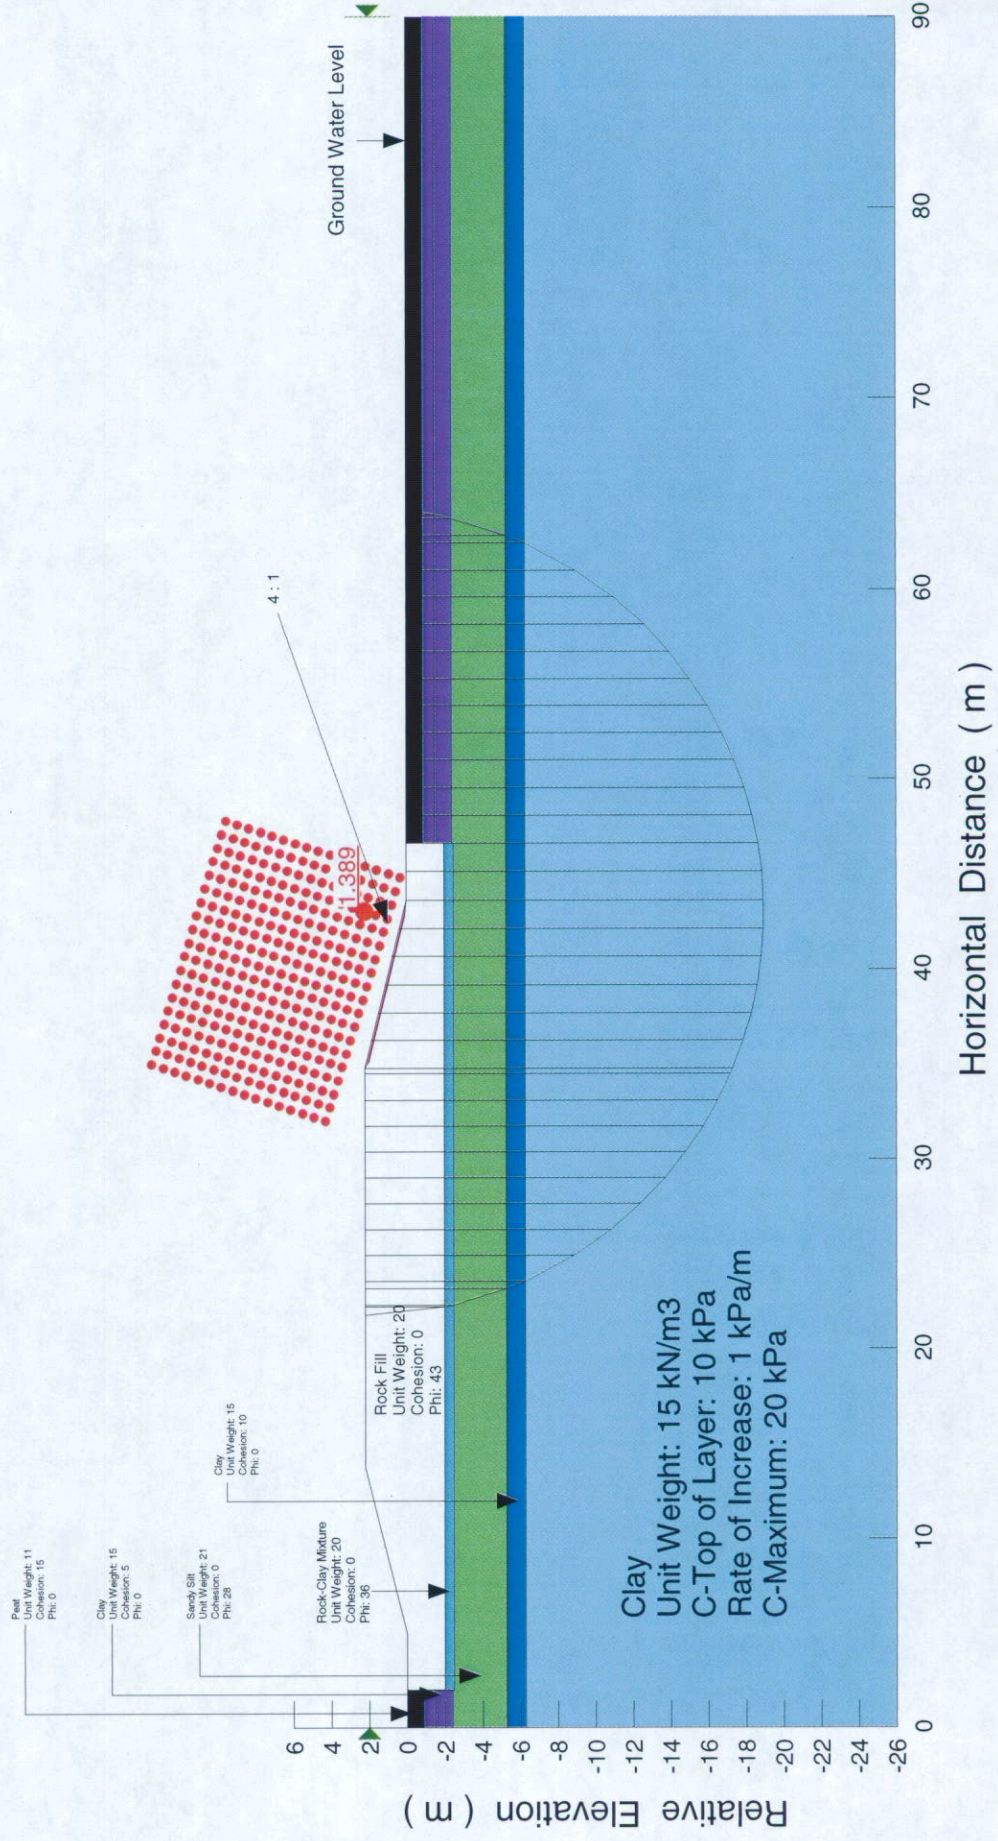 Peat
Unit Weight: 11
Cohesion: 15
Phi: 0
Clay
Unit Weight: 15
Cohesion: 5
Phi: 0
Sandy Silt
Unit Weight: 21
Cohesion: 0
Phi: 28
Rock-Clay Mixture
Unit Weight: 20
Cohesion: 0
Phi: 36
Clay
Unit Weight: 15
Cohesion: 10
Phi: 0
Rock Fill
Unit Weight: 20
Cohesion: 0
Phi: 43
4 : 1
1.389
Ground Water Level
Clay
Unit Weight: 15 kN/m3
C-Top of Layer: 10 kPa
Rate of Increase: 1 kPa/m
C-Maximum: 20 kPa
6
4
2
0
-2
-4
-6
-8
-10
-12
-14
-16
-18
-20
-22
-24
-26
Relative Elevation ( m )
0
10
20
30
40
50
60
70
80
90
Horizontal Distance ( m )